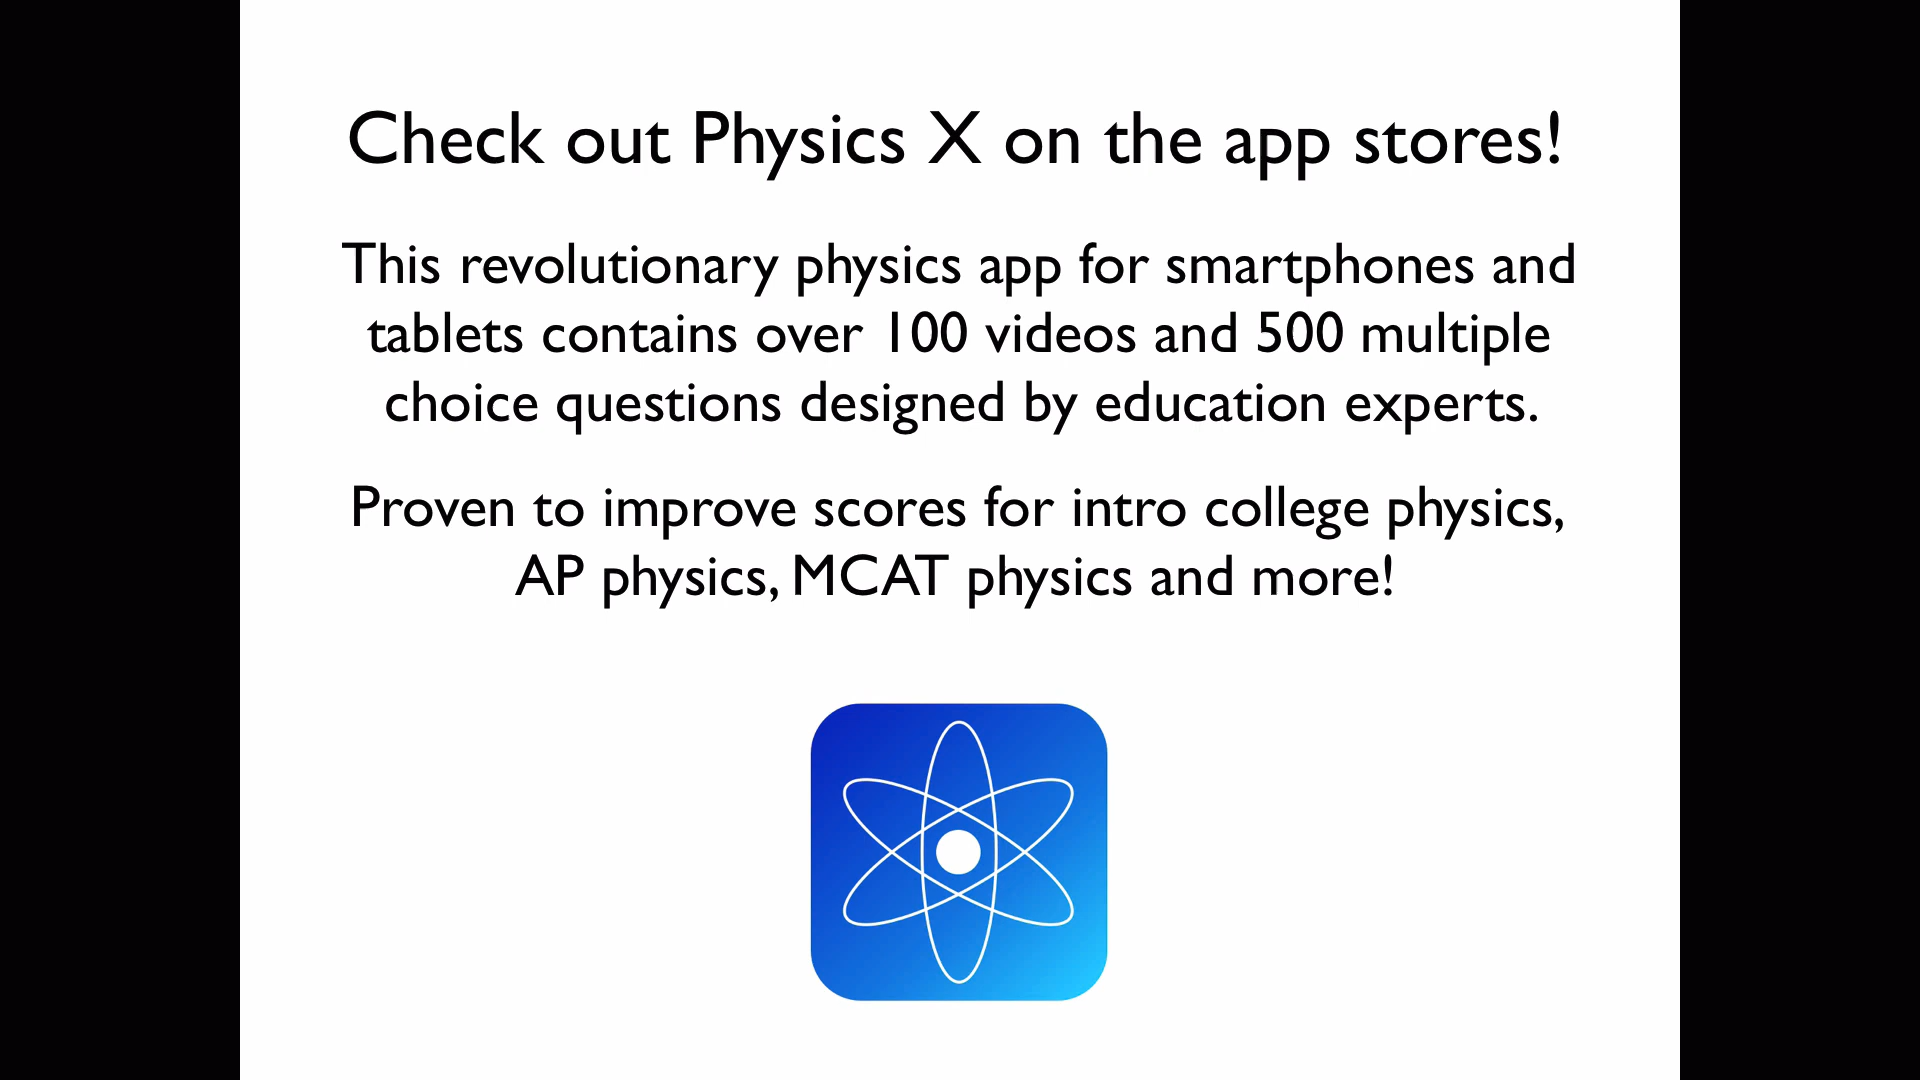 Check out Physics X on the app stores!
This revolutionary physics app for smartphones and
tablets contains over 100 videos and 500 multiple
choice questions designed by education experts.
Proven to improve scores for intro college physics,
AP physics, MCAT physics and more!